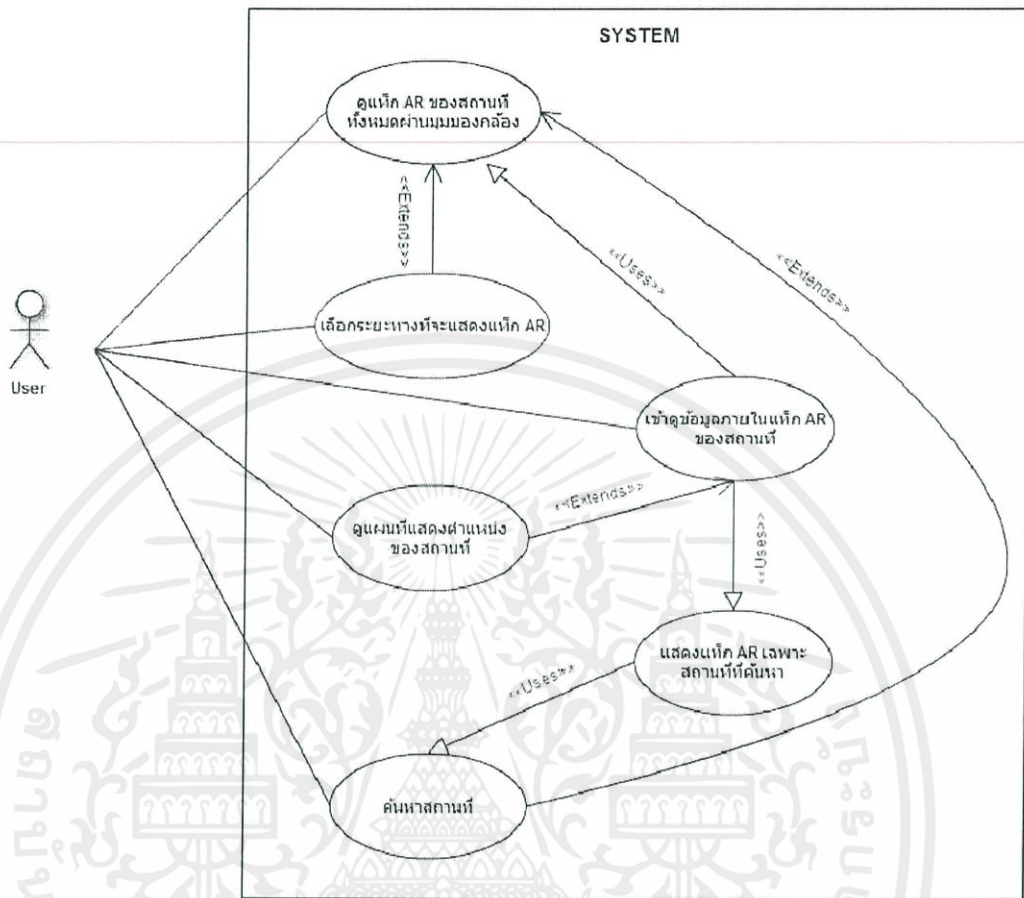 SYSTEM
ดูแท็ก AR ของสถานที่
ทั้งหมดผ่านมุมมองกล้อง
<<Extends>>
<<Uses>>
<<Extends>>
เลือกระยะทางที่จะแสดงแท็ก AR
User
เข้าดูข้อมูลภายในแท็ก AR
ของสถานที่
<<Extends>>
ดูแผนที่แสดงตำแหน่ง
ของสถานที่
<<Uses>>
แสดงแท็ก AR เฉพาะ
สถานที่ที่ค้นหา
<<Uses>>
ค้นหาสถานที่